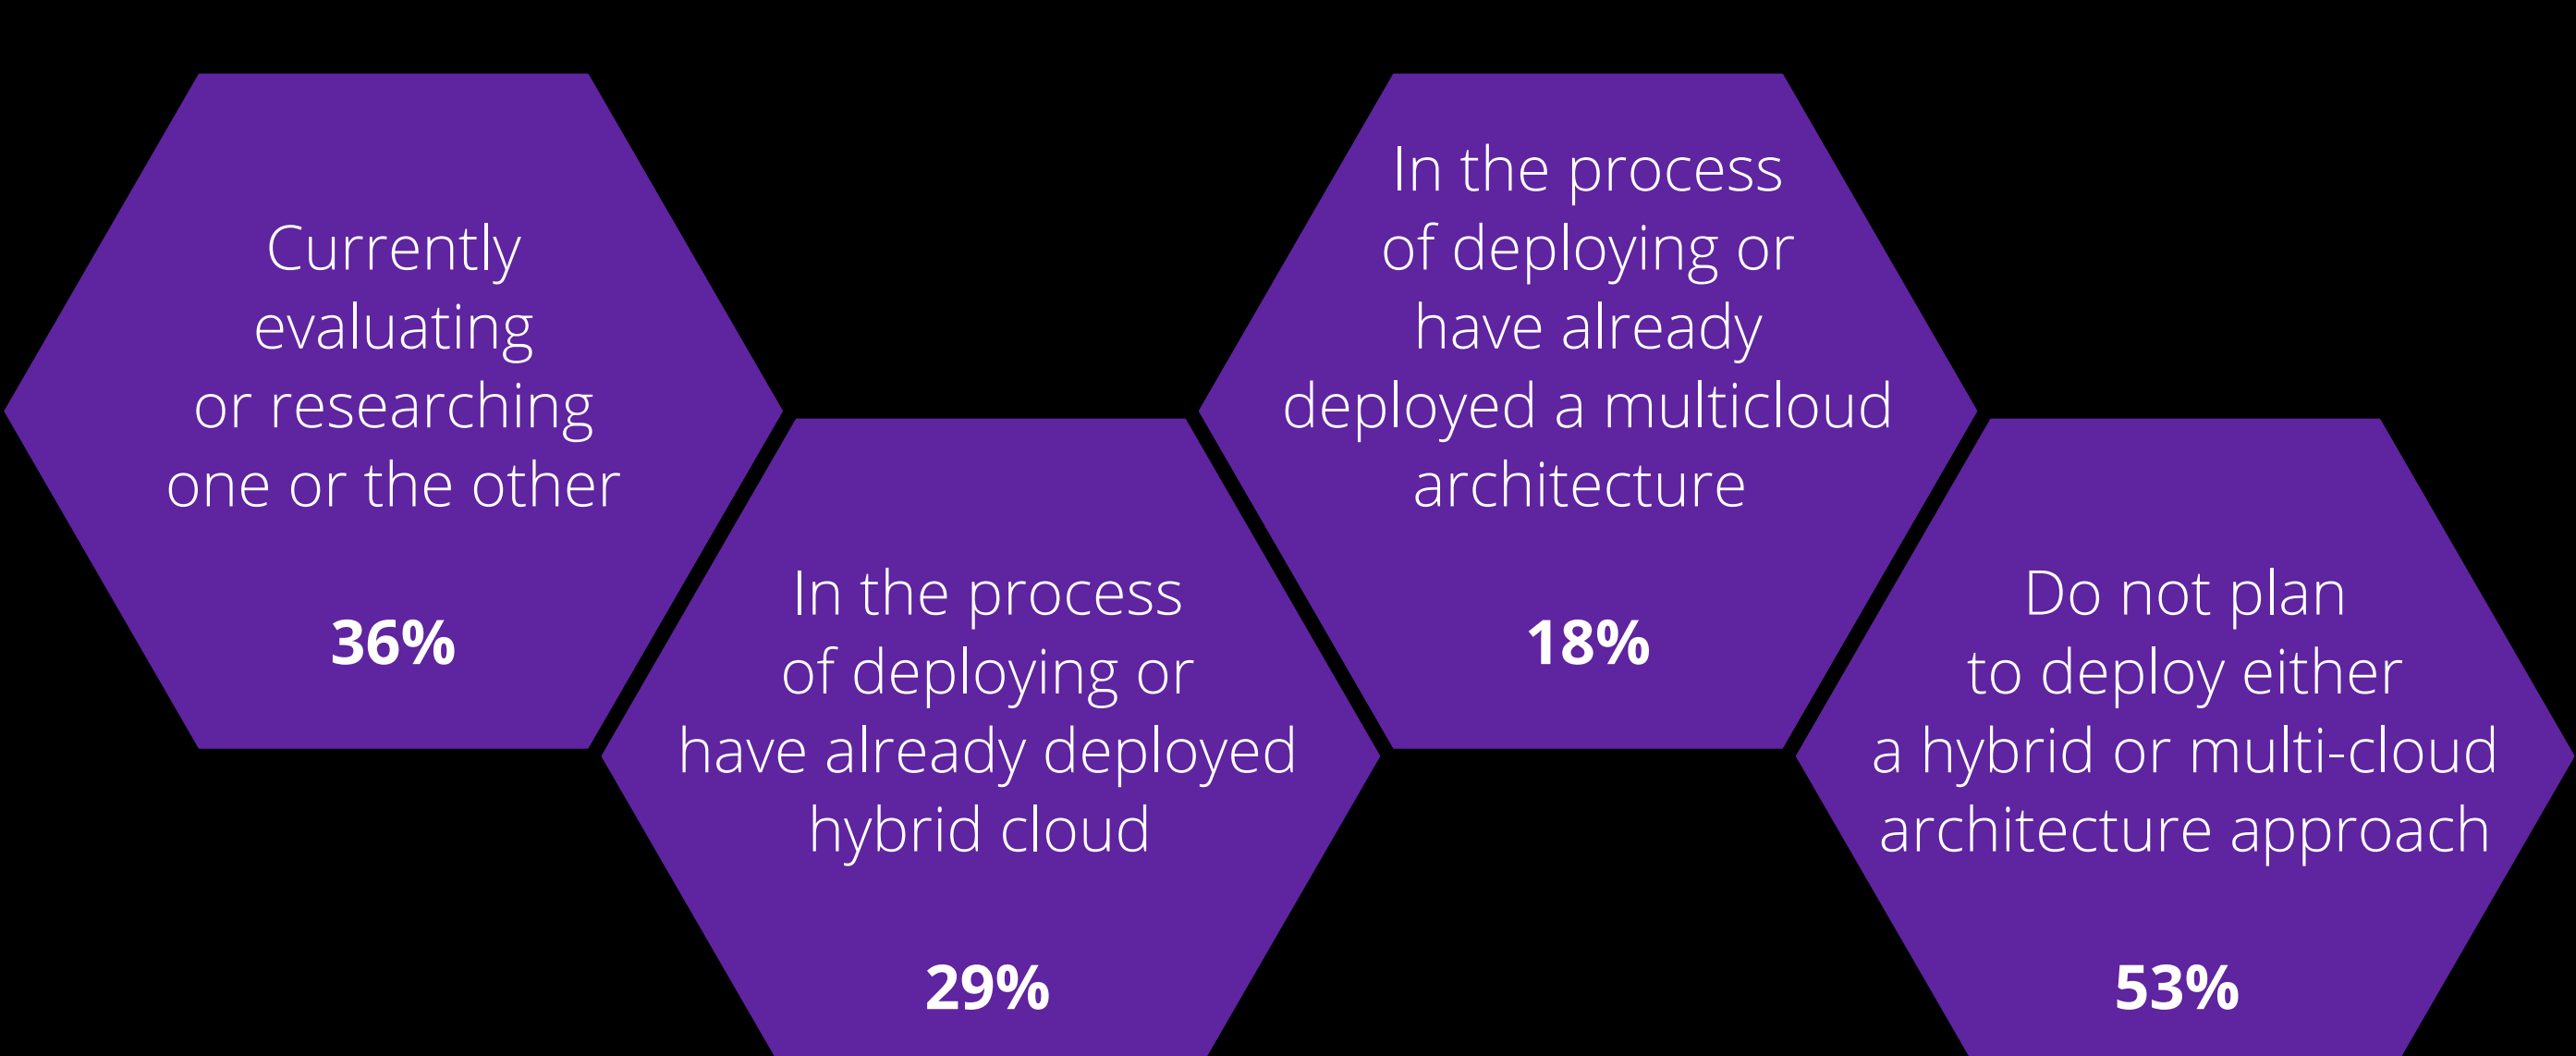 Currently
evaluating
or researching
one or the other
36%
In the process
of deploying or
have already deployed
hybrid cloud
29%
In the process
of deploying or
have already
deployed a multicloud
architecture
18%
Do not plan
to deploy either
a hybrid or multi-cloud
architecture approach
53%